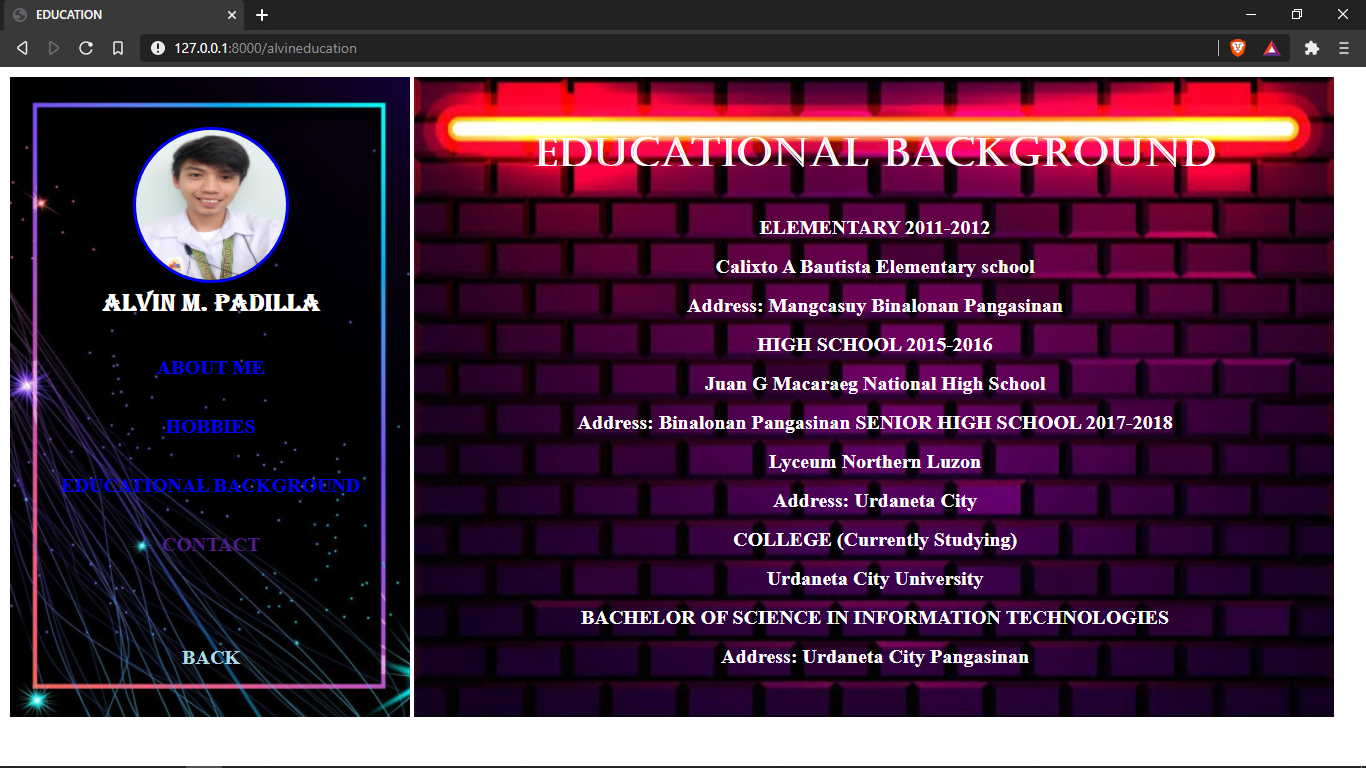 EDUCATION
127.0.0.1:8000/alvineducation
ALVIN M. PADILLA
ABOUT ME
HOBBIES
EDUCATIONAL BACKGROUND
CONTACT
BACK
EDUCATIONAL BACKGROUND
ELEMENTARY 2011-2012
Calixto A Bautista Elementary school
Address: Mangcasuy Binalonan Pangasinan
HIGH SCHOOL 2015-2016
Juan G Macaraeg National High School
Address: Binalonan Pangasinan SENIOR HIGH SCHOOL 2017-2018
Lyceum Northern Luzon
Address: Urdaneta City
COLLEGE (Currently Studying)
Urdaneta City University
BACHELOR OF SCIENCE IN INFORMATION TECHNOLOGIES
Address: Urdaneta City Pangasinan